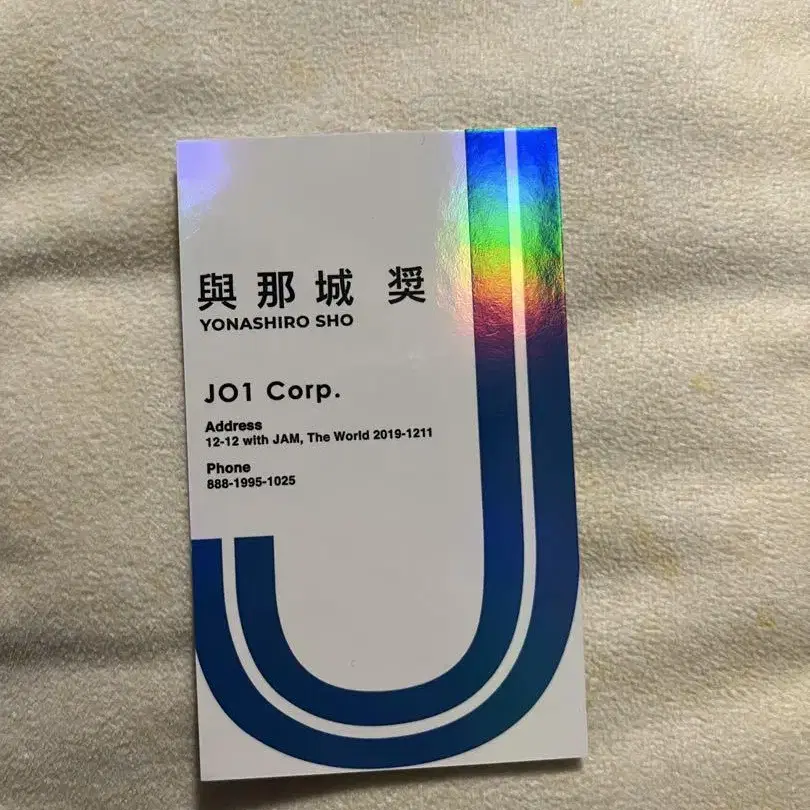 與那城 奨
YONASHIRO SHO
JO1 Corp.
Address
12-12 with JAM, The World 2019-1211
Phone
888-1995-1025